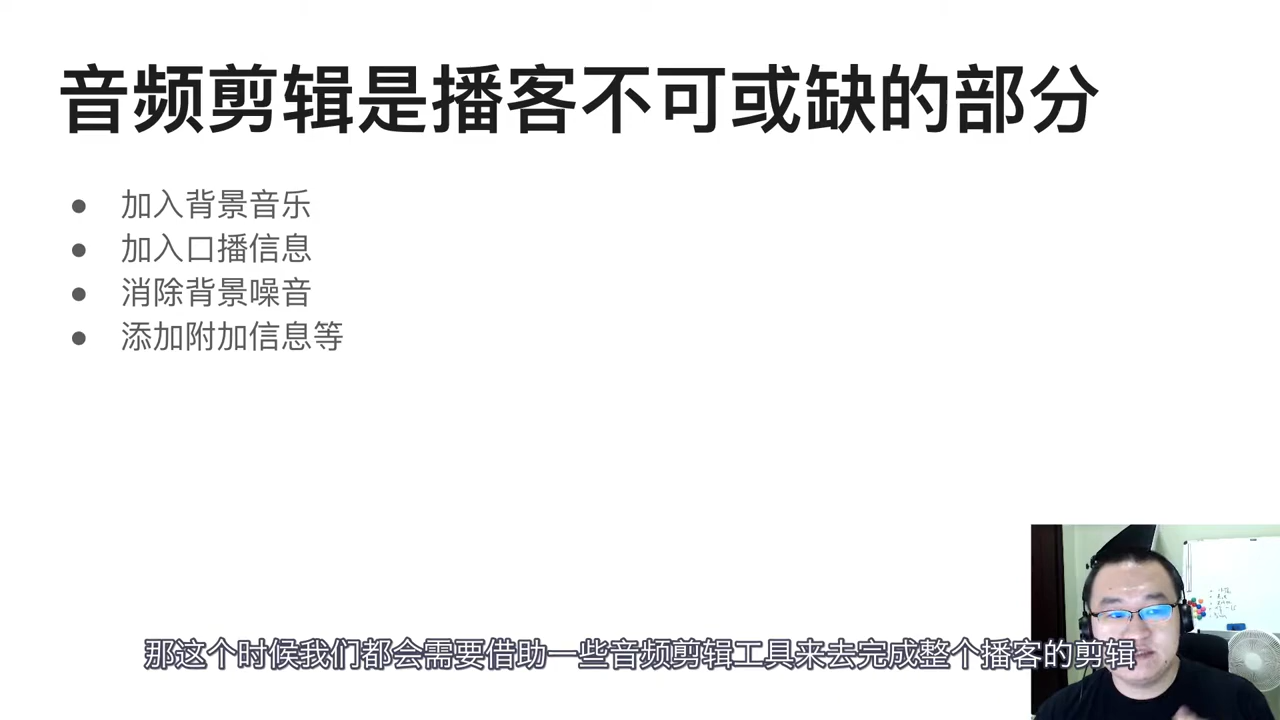 音频剪辑是播客不可或缺的部分
● 加入背景音乐
● 加入口播信息
● 消除背景噪音
● 添加附加信息等
那这个时候我们都会需要借助一些音频剪辑工具来去完成整个播客的剪辑